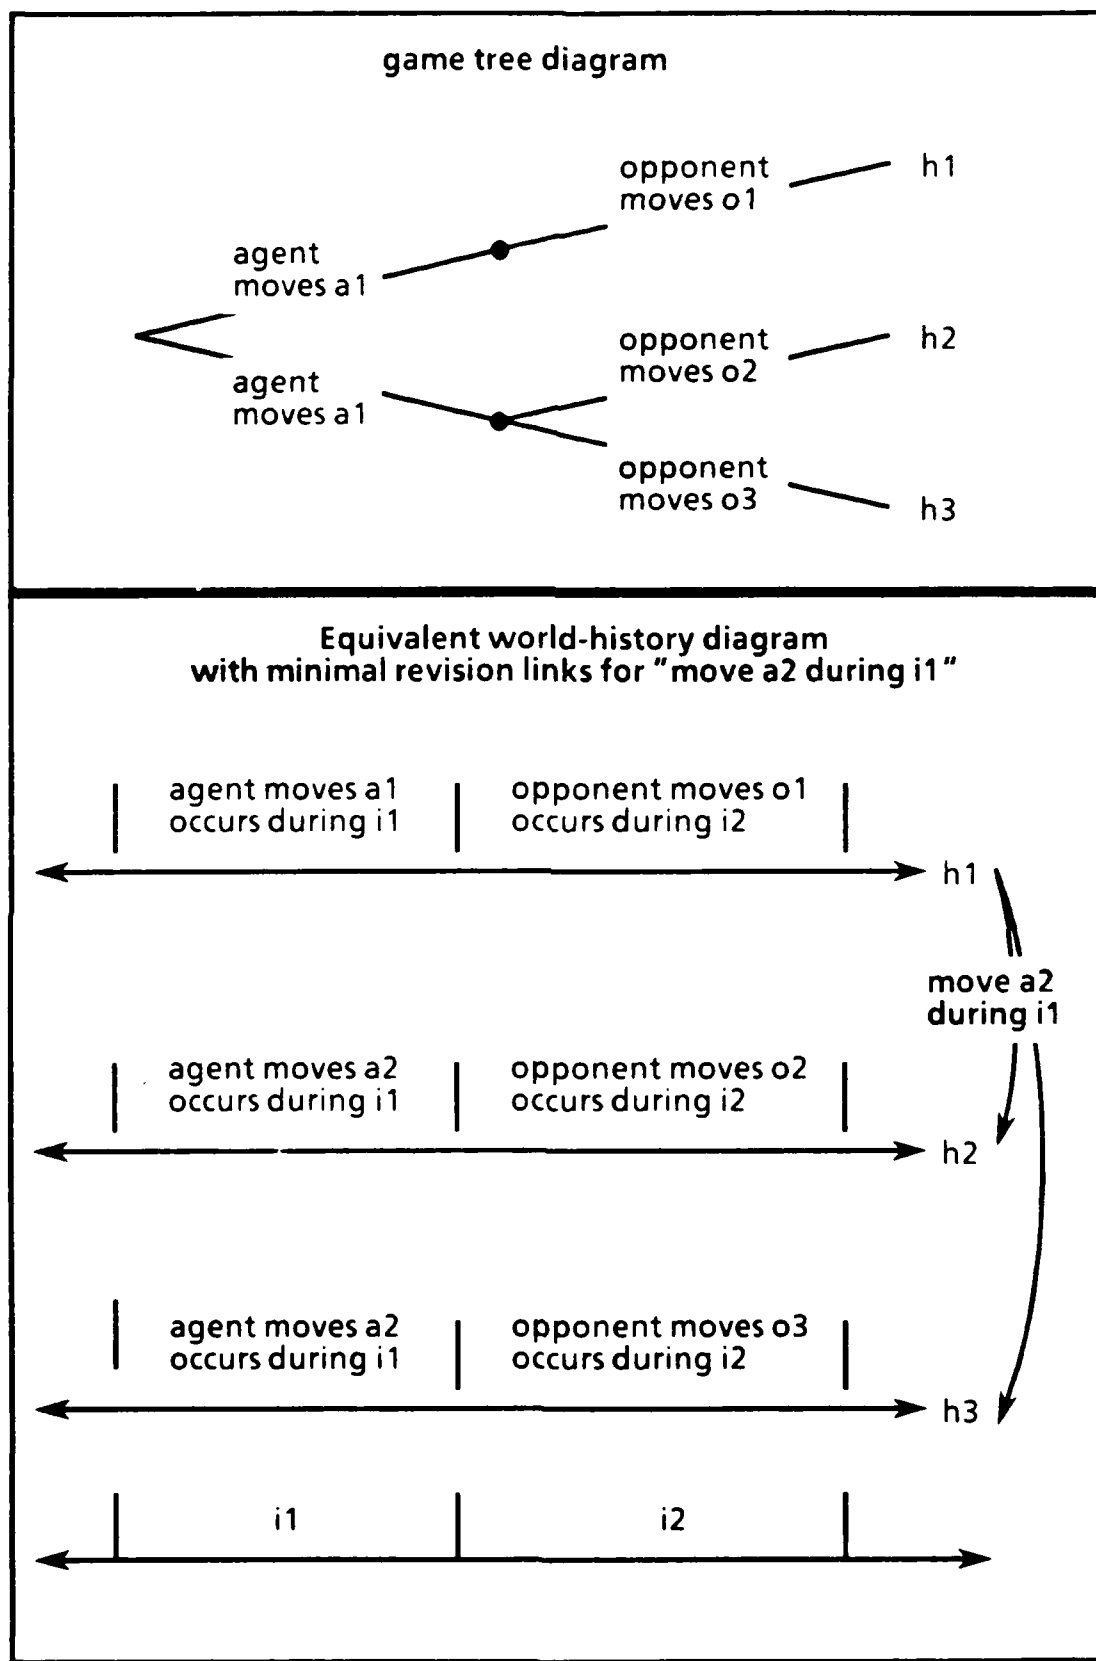 game tree diagram
opponent
moves o1
h1
agent
moves a1
opponent
moves o2
h2
agent
moves a1
opponent
moves o3
h3
Equivalent world-history diagram
with minimal revision links for "move a2 during i1"
agent moves a1
occurs during i1
opponent moves o1
occurs during i2
h1
move a2
during i1
agent moves a2
occurs during i1
opponent moves o2
occurs during i2
h2
agent moves a2
occurs during i1
opponent moves o3
occurs during i2
h3
i1
i2